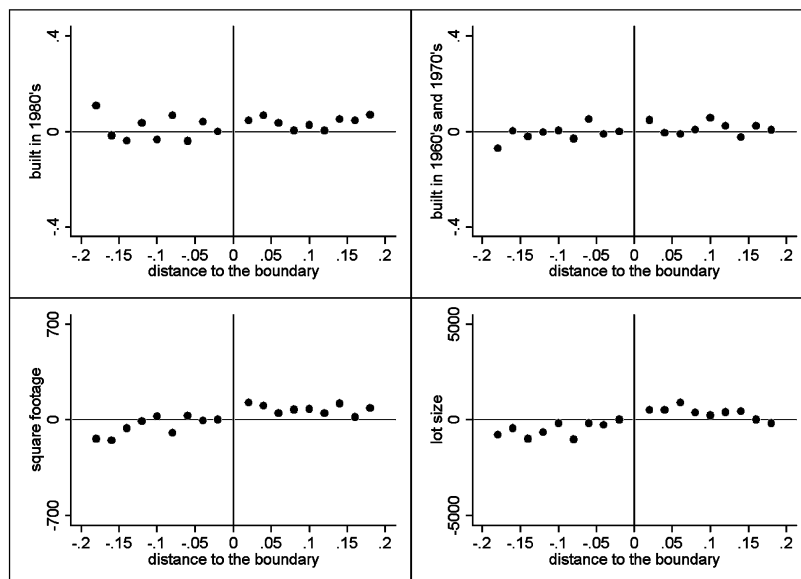 built in 1980's
.4
0
-.4
-.2 -.15 -.1 -.05 0 .05 .1 .15 .2
distance to the boundary
built in 1960's and 1970's
.4
0
-.4
-.2 -.15 -.1 -.05 0 .05 .1 .15 .2
distance to the boundary
square footage
700
0
-700
-.2 -.15 -.1 -.05 0 .05 .1 .15 .2
distance to the boundary
lot size
5000
0
-5000
-.2 -.15 -.1 -.05 0 .05 .1 .15 .2
distance to the boundary